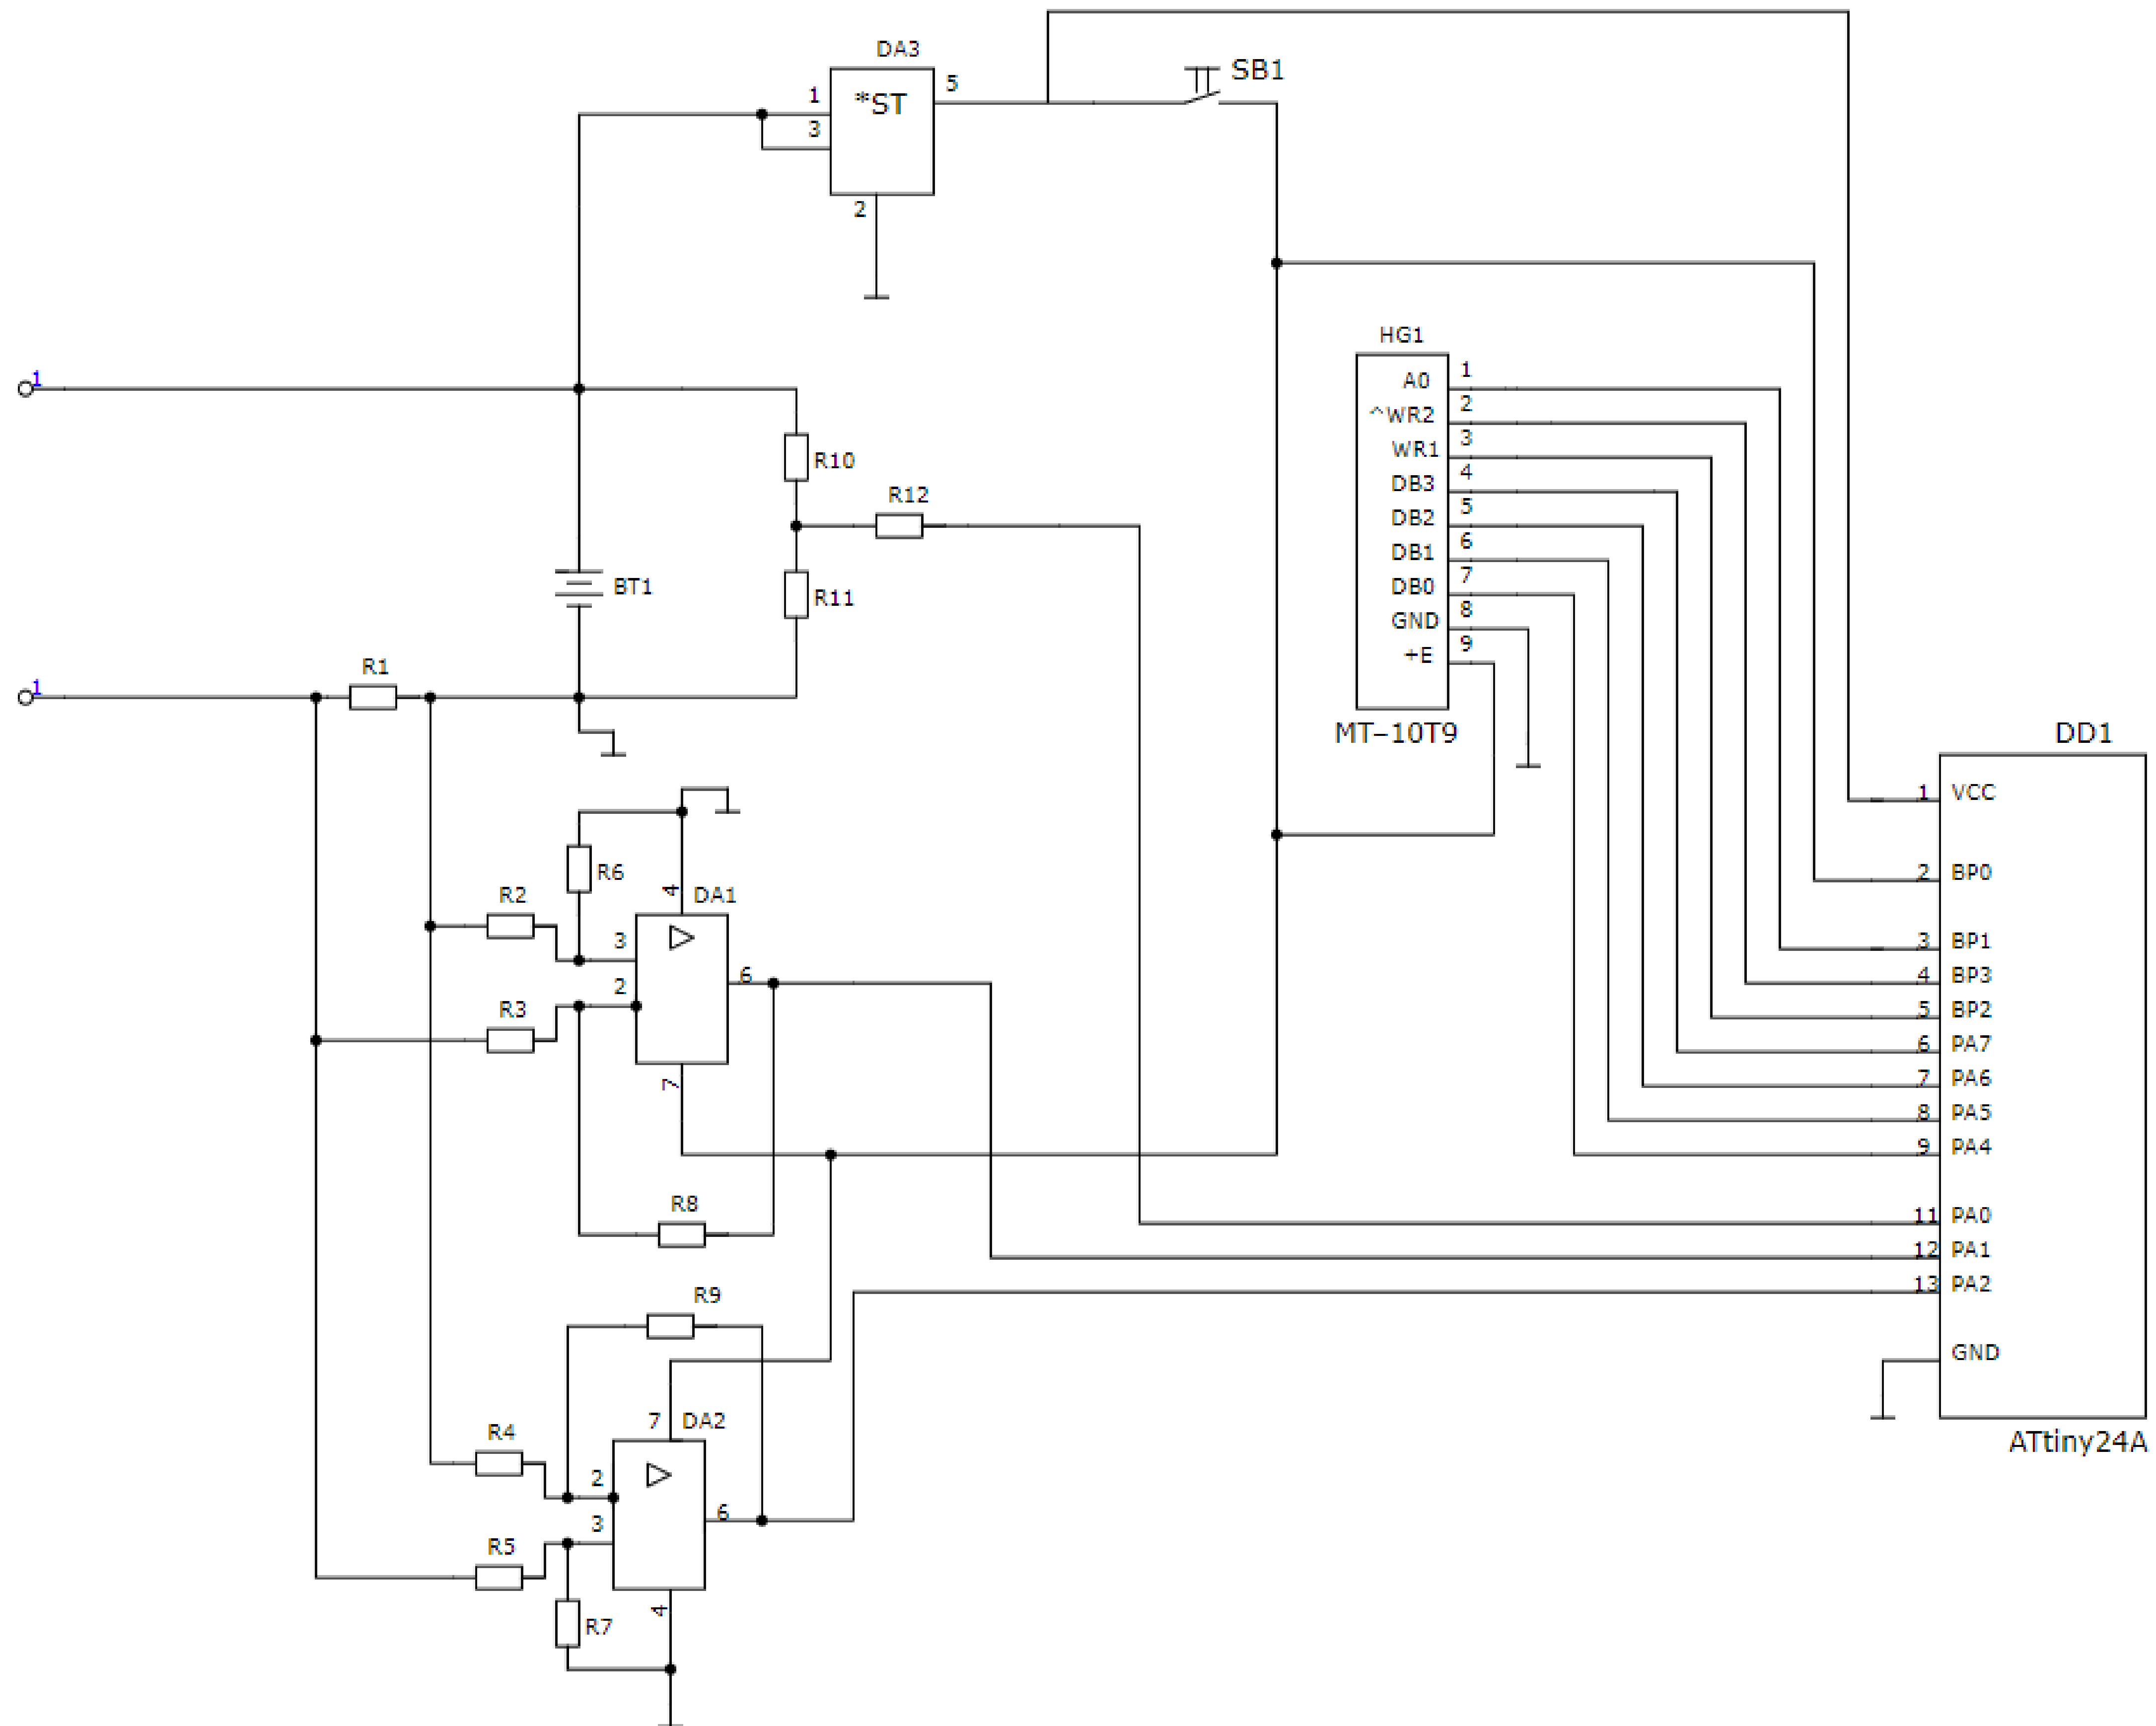 DA3
*ST
1
3
5
2
SB1
1
R10
R12
R11
BT1
1
R1
HG1
A0 1
^WR2 2
WR1 3
DB3 4
DB2 5
DB1 6
DB0 7
GND 8
+E 9
MT-10T9
DD1
1 VCC
2 BP0
3 BP1
4 BP3
5 BP2
6 PA7
7 PA6
8 PA5
9 PA4
11 PA0
12 PA1
13 PA2
GND
ATtiny24A
R6
4
DA1
R2
3
2
R3
6
7
R8
R9
7
DA2
R4
2
3
6
R5
4
R7